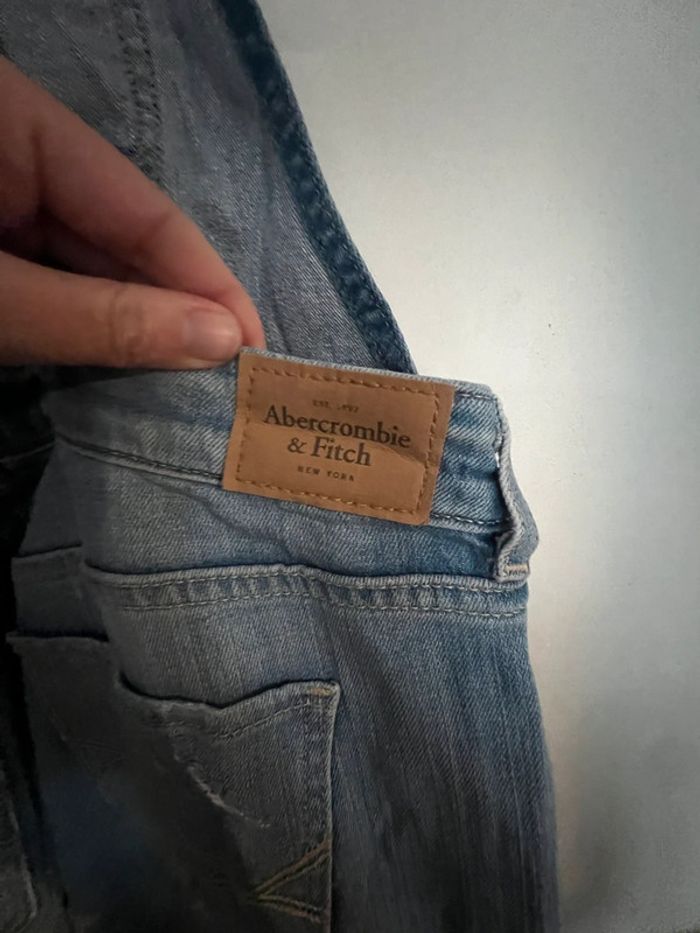 EST. 1892
Abercrombie
& Fitch
NEW YORK